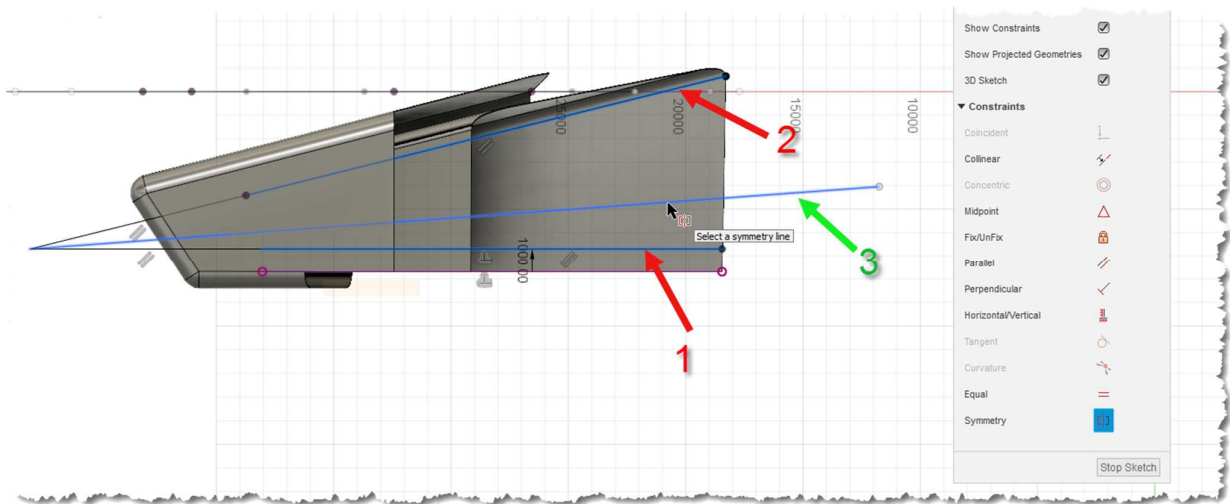 Show Constraints
Show Projected Geometries
3D Sketch
Constraints
Coincident
Collinear
Concentric
Midpoint
Fix/UnFix
Parallel
Perpendicular
Horizontal/Vertical
Tangent
Curvature
Equal
Symmetry
Stop Sketch
25000
20000
15000
10000
2
3
Select a symmetry line
1000.00
1